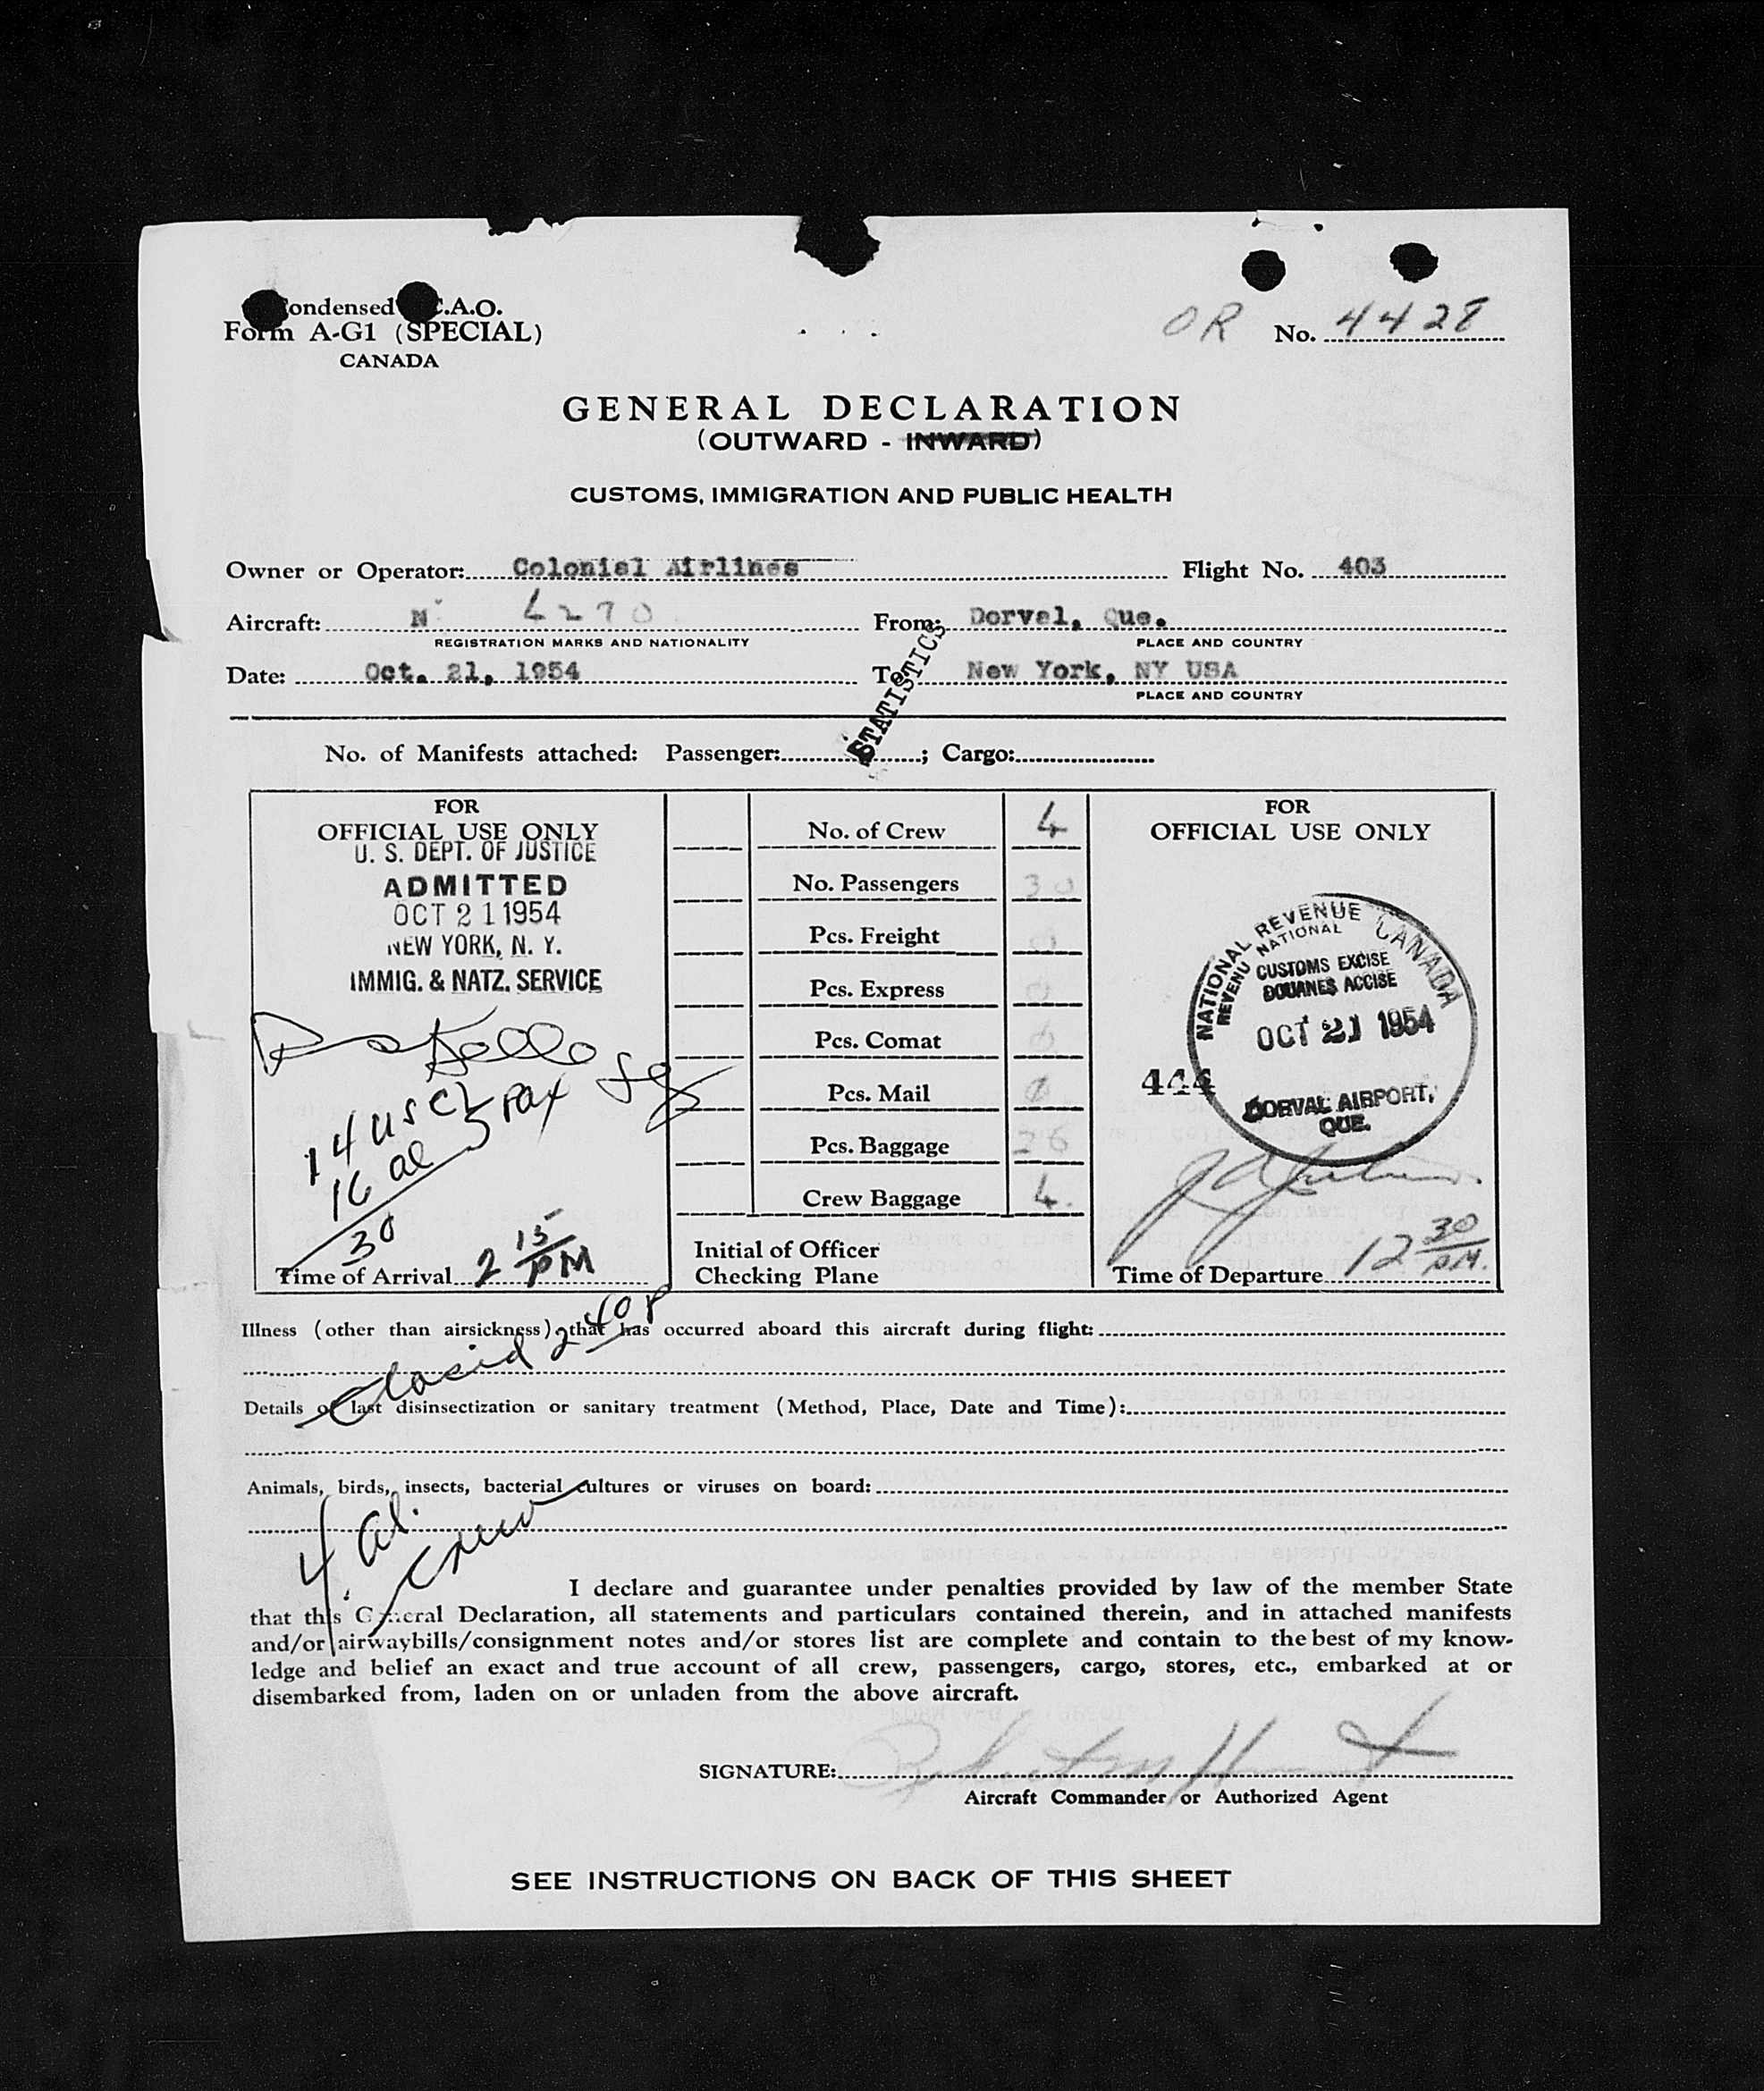 Condensed I.C.A.O.
Form A-G1 (SPECIAL)
CANADA
OR No. 4428
GENERAL DECLARATION
(OUTWARD - INWARD)
CUSTOMS, IMMIGRATION AND PUBLIC HEALTH
Owner or Operator: Colonial Airlines Flight No. 403
Aircraft: N 4270 From: Dorval, Que.
REGISTRATION MARKS AND NATIONALITY PLACE AND COUNTRY
Date: Oct. 21, 1954 To New York, NY USA
PLACE AND COUNTRY
STATISTICS
No. of Manifests attached: Passenger: ; Cargo:
FOR
OFFICIAL USE ONLY
U. S. DEPT. OF JUSTICE
ADMITTED
OCT 21 1954
NEW YORK, N. Y.
IMMIG. & NATZ. SERVICE
14 USC
16 al
Pax
30
Time of Arrival 2 15 PM
No. of Crew 4
No. Passengers 30
Pcs. Freight 0
Pcs. Express 0
Pcs. Comat 0
Pcs. Mail 0
Pcs. Baggage 26
Crew Baggage 4
Initial of Officer
Checking Plane
FOR
OFFICIAL USE ONLY
NATIONAL REVENUE CANADA
REVENU NATIONAL
CUSTOMS EXCISE
DOUANES ACCISE
OCT 21 1954
444
DORVAL AIRPORT,
QUE.
Time of Departure 12 30 P.M.
Illness (other than airsickness) that has occurred aboard this aircraft during flight:
Closed 2 40 P
Details of last disinsectization or sanitary treatment (Method, Place, Date and Time):
Animals, birds, insects, bacterial cultures or viruses on board:
4 al.
Crew
I declare and guarantee under penalties provided by law of the member State
that this General Declaration, all statements and particulars contained therein, and in attached manifests
and/or airwaybills/consignment notes and/or stores list are complete and contain to the best of my know-
ledge and belief an exact and true account of all crew, passengers, cargo, stores, etc., embarked at or
disembarked from, laden on or unladen from the above aircraft.
SIGNATURE:
Aircraft Commander or Authorized Agent
SEE INSTRUCTIONS ON BACK OF THIS SHEET